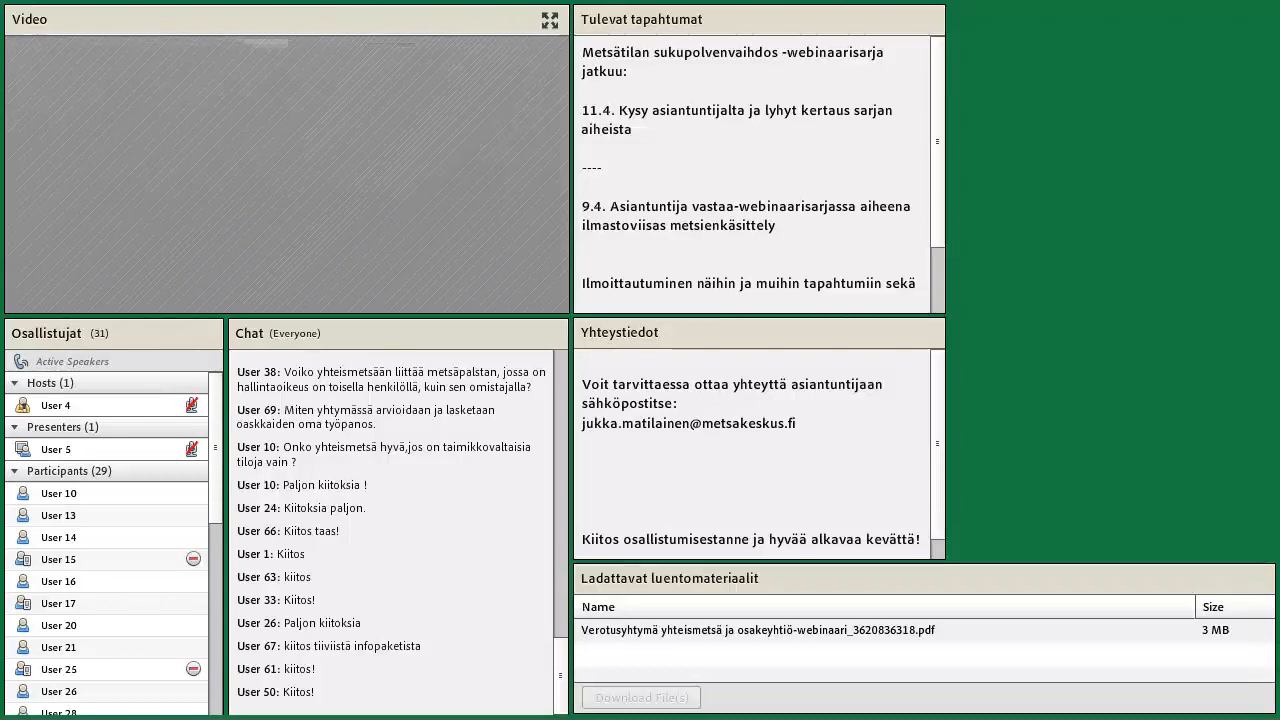 Video
Tulevat tapahtumat
Metsätilan sukupolvenvaihdos -webinaarisarja
jatkuu:
11.4. Kysy asiantuntijalta ja lyhyt kertaus sarjan
aiheista
----
9.4. Asiantuntija vastaa-webinaarisarjassa aiheena
ilmastoviisas metsienkäsittely
Ilmoittautuminen näihin ja muihin tapahtumiin sekä
Osallistujat (31)
Active Speakers
Hosts (1)
User 4
Presenters (1)
User 5
Participants (29)
User 10
User 13
User 14
User 15
User 16
User 17
User 20
User 21
User 25
User 26
User 28
Chat (Everyone)
User 38: Voiko yhteismetsään liittää metsäpalstan, jossa on
hallintaoikeus on toisella henkilöllä, kuin sen omistajalla?
User 69: Miten yhtymässä arvioidaan ja lasketaan
oaskkaiden oma työpanos.
User 10: Onko yhteismetsä hyvä,jos on taimikkovaltaisia
tiloja vain ?
User 10: Paljon kiitoksia !
User 24: Kiitoksia paljon.
User 66: Kiitos taas!
User 1: Kiitos
User 63: kiitos
User 33: Kiitos!
User 26: Paljon kiitoksia
User 67: kiitos tiiviistä infopaketista
User 61: kiitos!
User 50: Kiitos!
Yhteystiedot
Voit tarvittaessa ottaa yhteyttä asiantuntijaan
sähköpostitse:
jukka.matilainen@metsakeskus.fi
Kiitos osallistumisestanne ja hyvää alkavaa kevättä!
Ladattavat luentomateriaalit
Name Size
Verotusyhtymä yhteismetsä ja osakeyhtiö-webinaari_3620836318.pdf 3 MB
Download File(s)